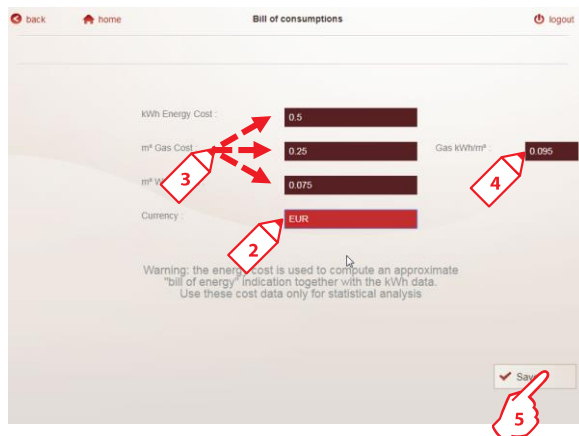 back home Bill of consumptions logout
kWh Energy Cost : 0.5
m³ Gas Cost 0.25 Gas kWh/m³ : 0.095
0.075
Currency : EUR
3
4
2
Warning: the energy cost is used to compute an approximate
"bill of energy" indication together with the kWh data.
Use these cost data only for statistical analysis
Save
5